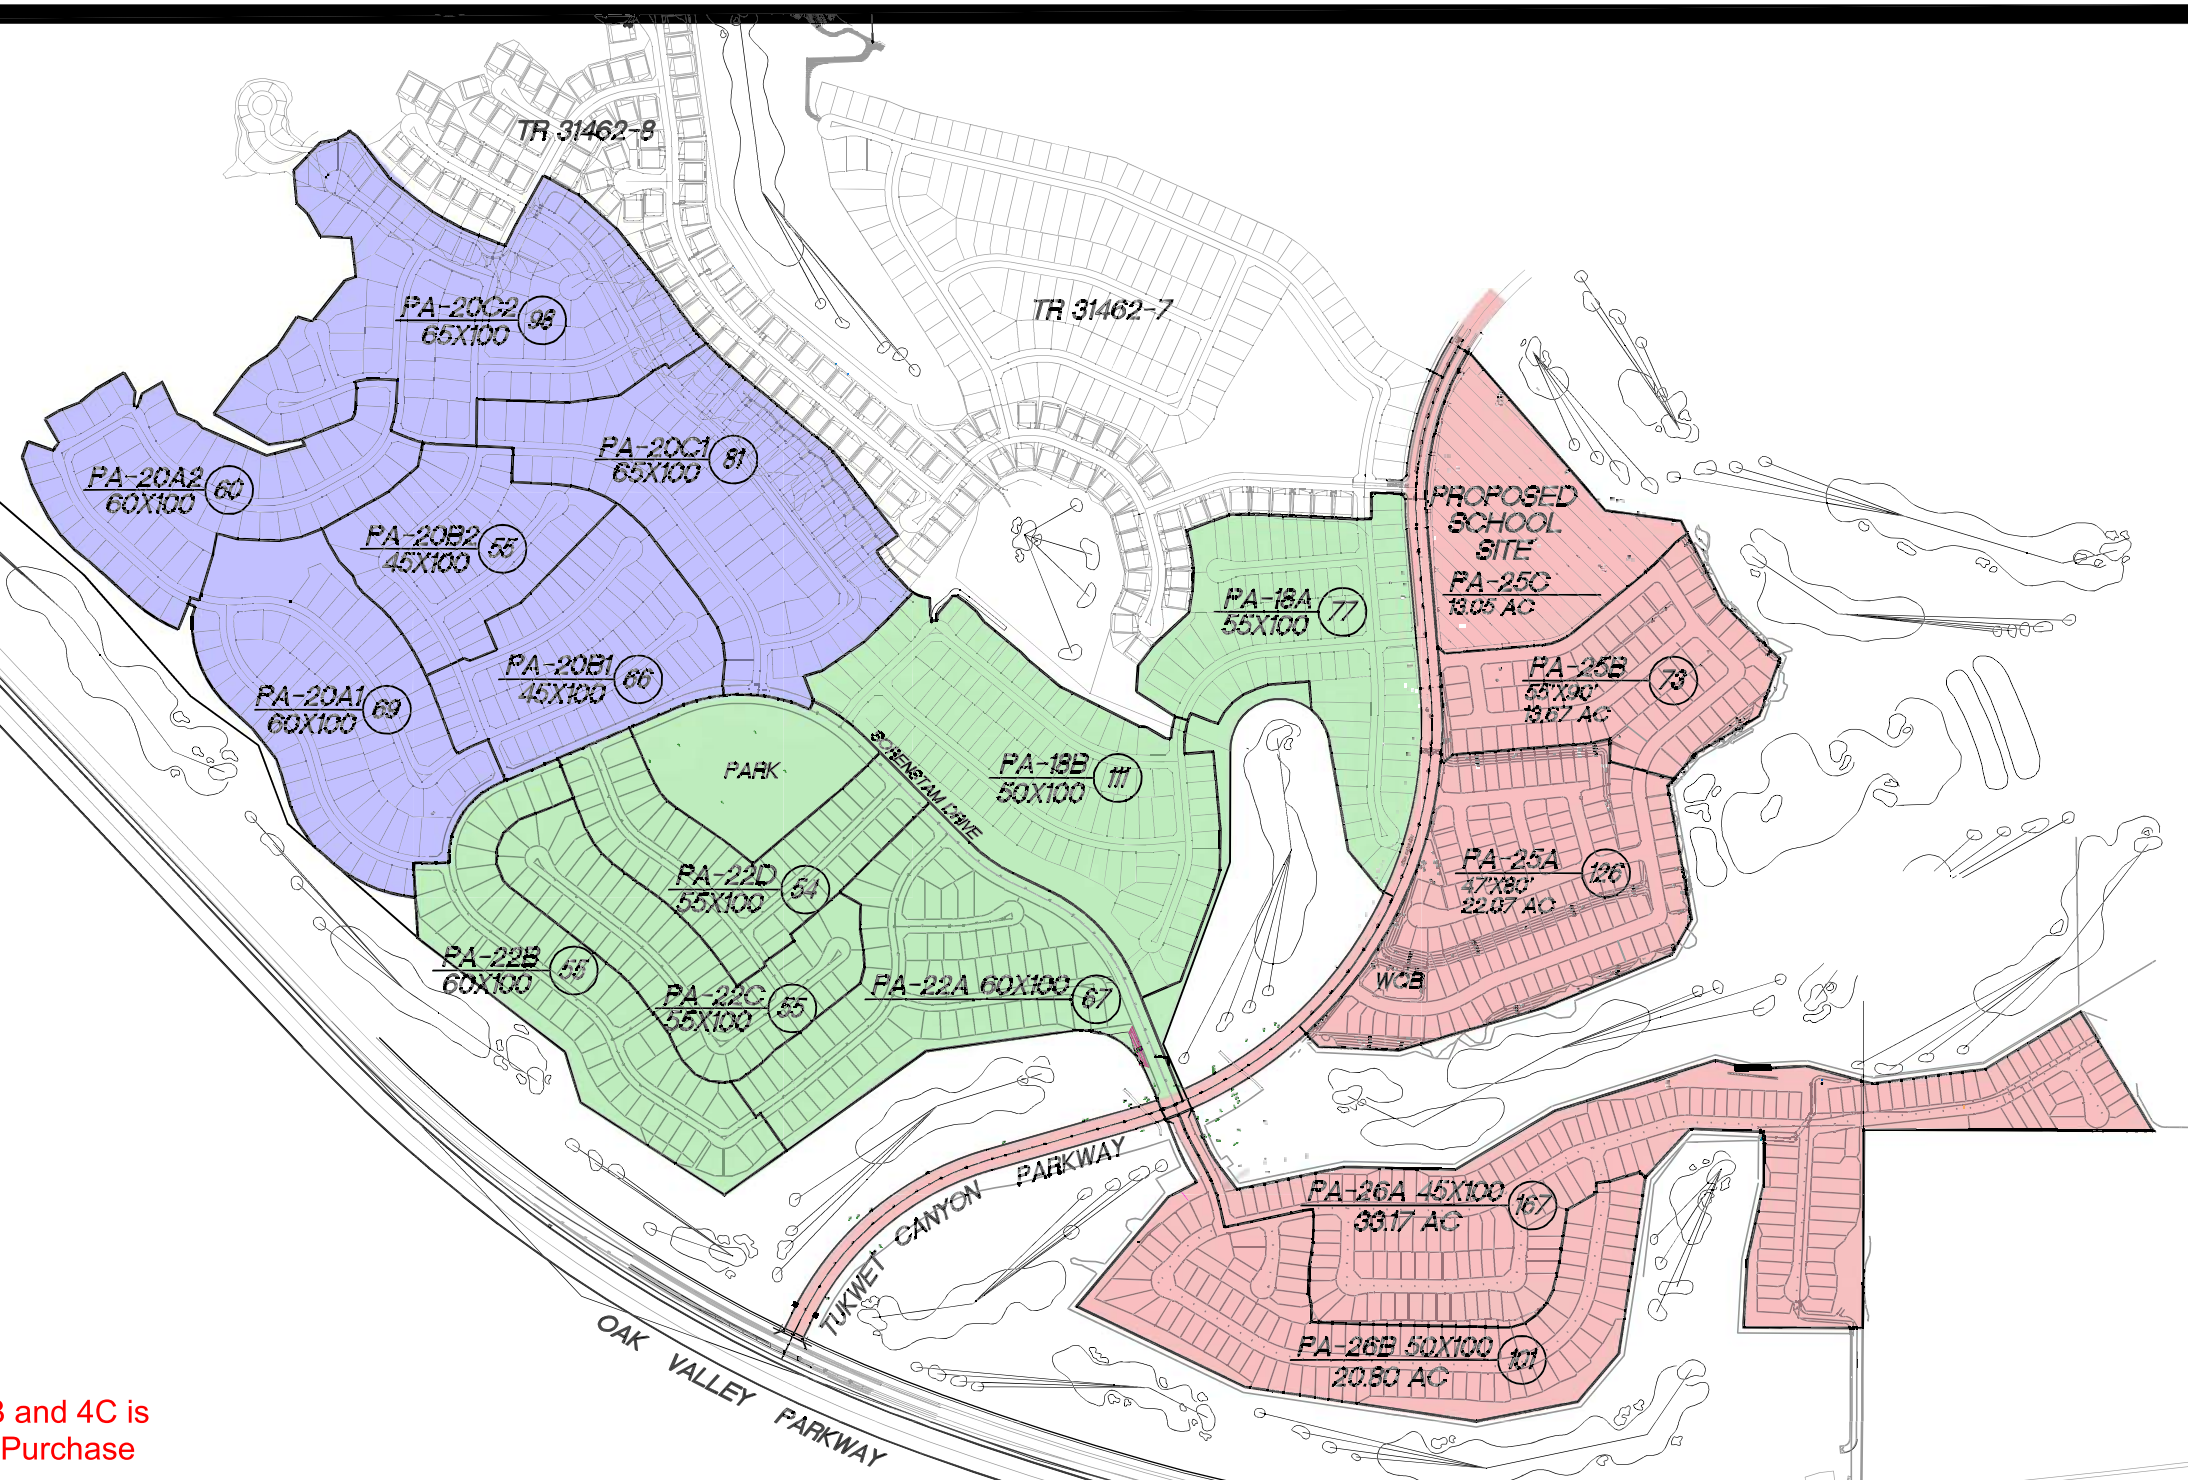 TR 31462-8
TR 31462-7
PA-20C2 98
65X100
PA-20C1 81
65X100
PA-20A2 60
60X100
PA-20B2 55
45X100
PA-20B1 66
45X100
PA-20A1 69
60X100
PROPOSED
SCHOOL
SITE
PA-25C
13.05 AC
PA-18A 77
55X100
PA-25B 73
55'X90'
13.67 AC
PARK
SORENSTAM DRIVE
PA-18B 111
50X100
PA-25A 126
47'X80'
22.07 AC
WQB
PA-22D 54
55X100
PA-22B
60X100
PA-22C 55
55X100
PA-22A 60X100 67
PA-26A 45X100 167
33.17 AC
PA-26B 50X100 101
20.80 AC
TUKWET CANYON PARKWAY
OAK VALLEY PARKWAY
and 4C is
Purchase